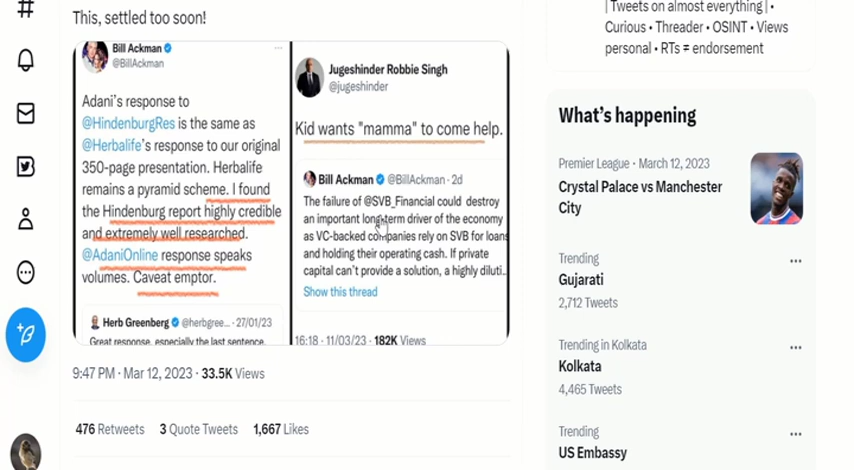 This, settled too soon!
Bill Ackman
@BillAckman
Adani's response to
@HindenburgRes is the same as
@Herbalife's response to our original
350-page presentation. Herbalife
remains a pyramid scheme. I found
the Hindenburg report highly credible
and extremely well researched.
@AdaniOnline response speaks
volumes. Caveat emptor.
Herb Greenberg @herbgree... · 27/01/23
Great response, especially the last sentence.
Jugeshinder Robbie Singh
@jugeshinder
Kid wants "mamma" to come help.
Bill Ackman @BillAckman · 2d
The failure of @SVB_Financial could destroy
an important long-term driver of the economy
as VC-backed companies rely on SVB for loans
and holding their operating cash. If private
capital can't provide a solution, a highly diluti...
Show this thread
16:18 · 11/03/23 · 182K Views
9:47 PM · Mar 12, 2023 · 33.5K Views
476 Retweets 3 Quote Tweets 1,667 Likes
| Tweets on almost everything | •
Curious • Threader • OSINT • Views
personal • RTs ≠ endorsement
What's happening
Premier League · March 12, 2023
Crystal Palace vs Manchester
City
Trending
Gujarati
2,712 Tweets
Trending in Kolkata
Kolkata
4,465 Tweets
Trending
US Embassy